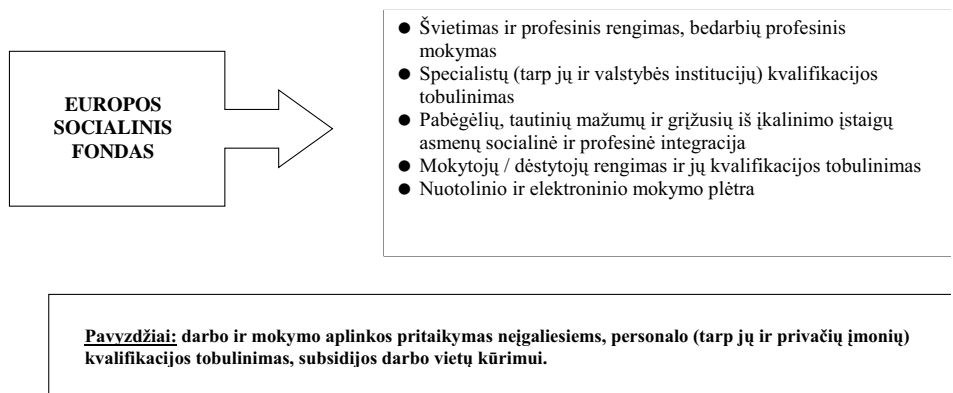 EUROPOS
SOCIALINIS
FONDAS
● Švietimas ir profesinis rengimas, bedarbių profesinis
mokymas
● Specialistų (tarp jų ir valstybės institucijų) kvalifikacijos
tobulinimas
● Pabėgėlių, tautinių mažumų ir grįžusių iš įkalinimo įstaigų
asmenų socialinė ir profesinė integracija
● Mokytojų / dėstytojų rengimas ir jų kvalifikacijos tobulinimas
● Nuotolinio ir elektroninio mokymo plėtra
Pavyzdžiai: darbo ir mokymo aplinkos pritaikymas neįgaliesiems, personalo (tarp jų ir privačių įmonių)
kvalifikacijos tobulinimas, subsidijos darbo vietų kūrimui.